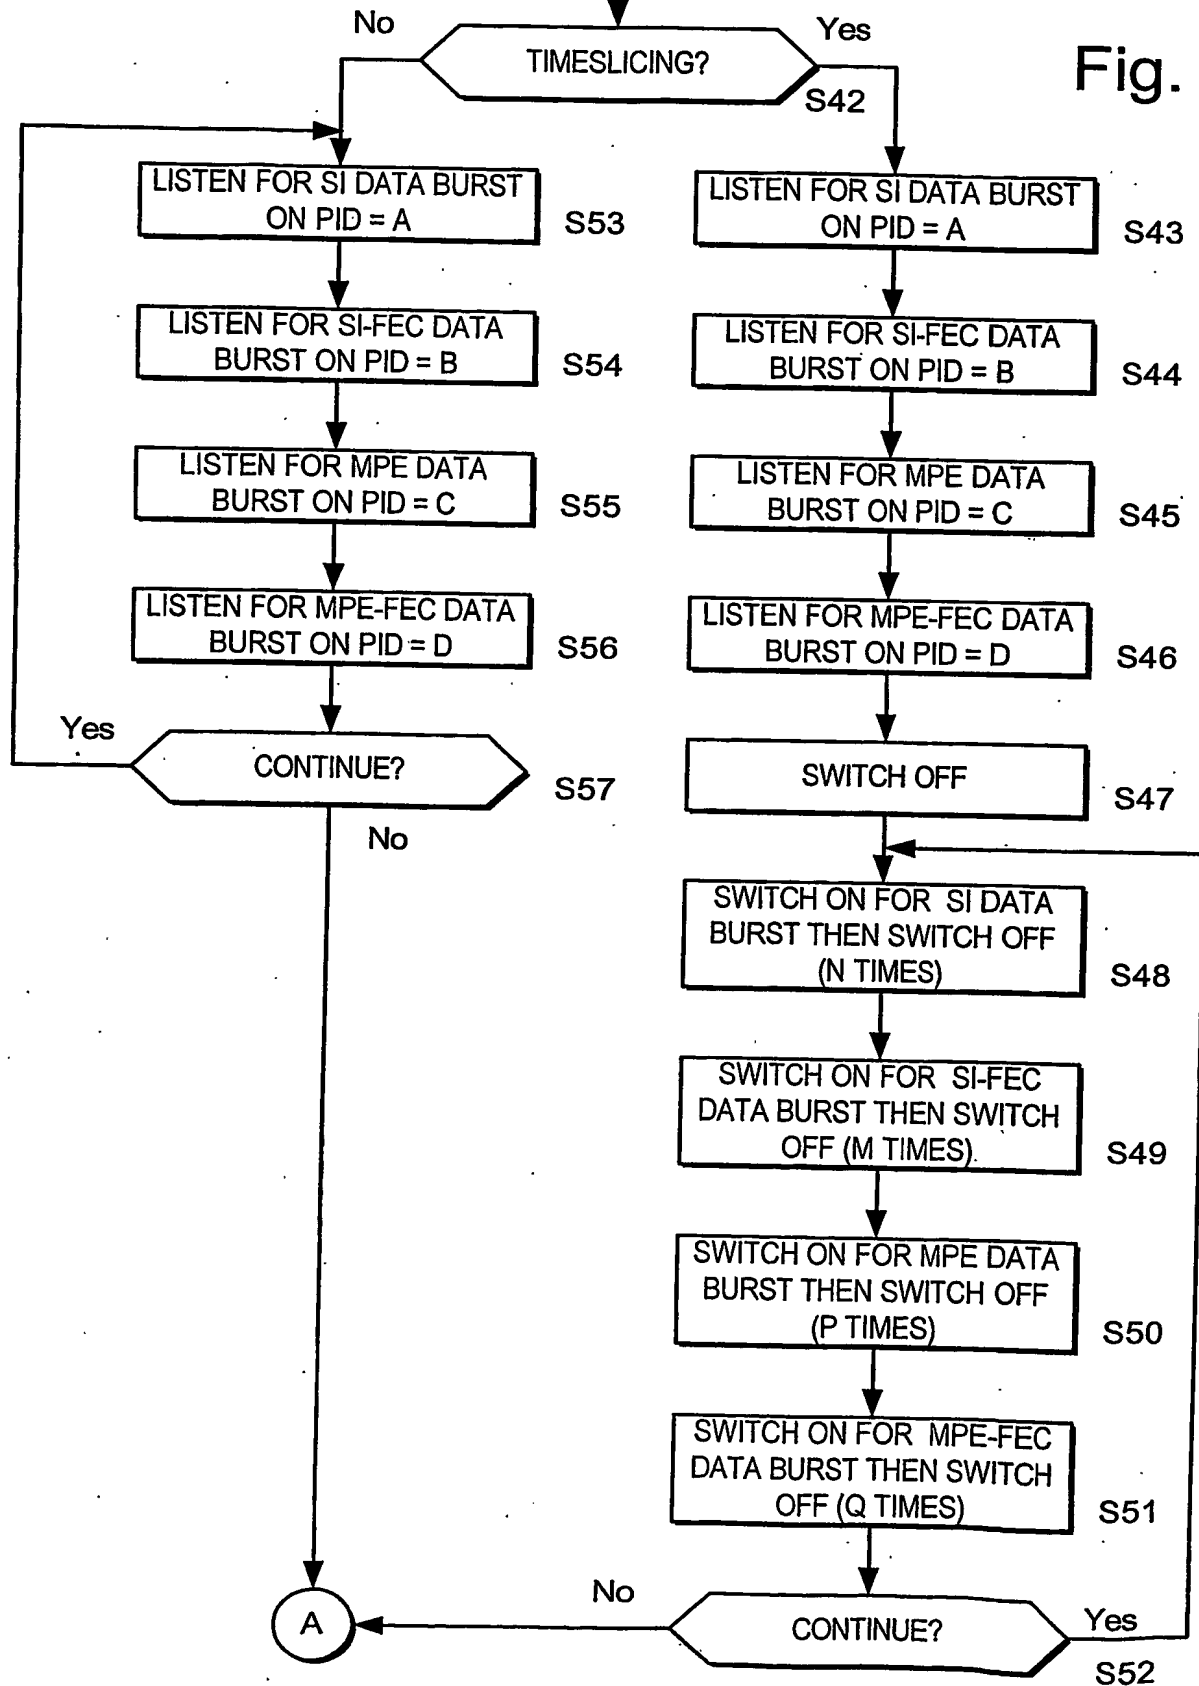 No
Yes
Fig.
TIMESLICING?
S42
LISTEN FOR SI DATA BURST
ON PID = A
S53
LISTEN FOR SI-FEC DATA
BURST ON PID = B
S54
LISTEN FOR MPE DATA
BURST ON PID = C
S55
LISTEN FOR MPE-FEC DATA
BURST ON PID = D
S56
Yes
CONTINUE?
S57
No
LISTEN FOR SI DATA BURST
ON PID = A
S43
LISTEN FOR SI-FEC DATA
BURST ON PID = B
S44
LISTEN FOR MPE DATA
BURST ON PID = C
S45
LISTEN FOR MPE-FEC DATA
BURST ON PID = D
S46
SWITCH OFF
S47
SWITCH ON FOR SI DATA
BURST THEN SWITCH OFF
(N TIMES)
S48
SWITCH ON FOR SI-FEC
DATA BURST THEN SWITCH
OFF (M TIMES)
S49
SWITCH ON FOR MPE DATA
BURST THEN SWITCH OFF
(P TIMES)
S50
SWITCH ON FOR MPE-FEC
DATA BURST THEN SWITCH
OFF (Q TIMES)
S51
A
No
CONTINUE?
Yes
S52